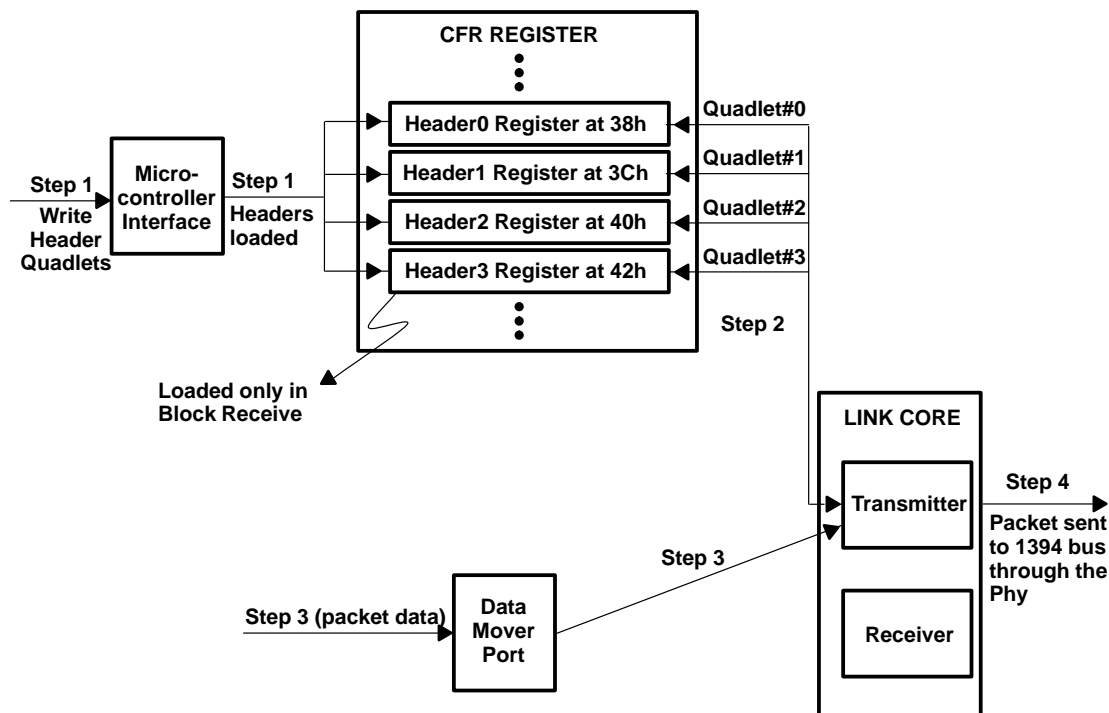 CFR REGISTER
Header0 Register at 38h
Header1 Register at 3Ch
Header2 Register at 40h
Header3 Register at 42h
Quadlet#0
Quadlet#1
Quadlet#2
Quadlet#3
Step 1
Write
Header
Quadlets
Micro-
controller
Interface
Step 1
Headers
loaded
Step 2
Loaded only in
Block Receive
LINK CORE
Transmitter
Receiver
Step 4
Packet sent
to 1394 bus
through the
Phy
Step 3
Step 3 (packet data)
Data
Mover
Port